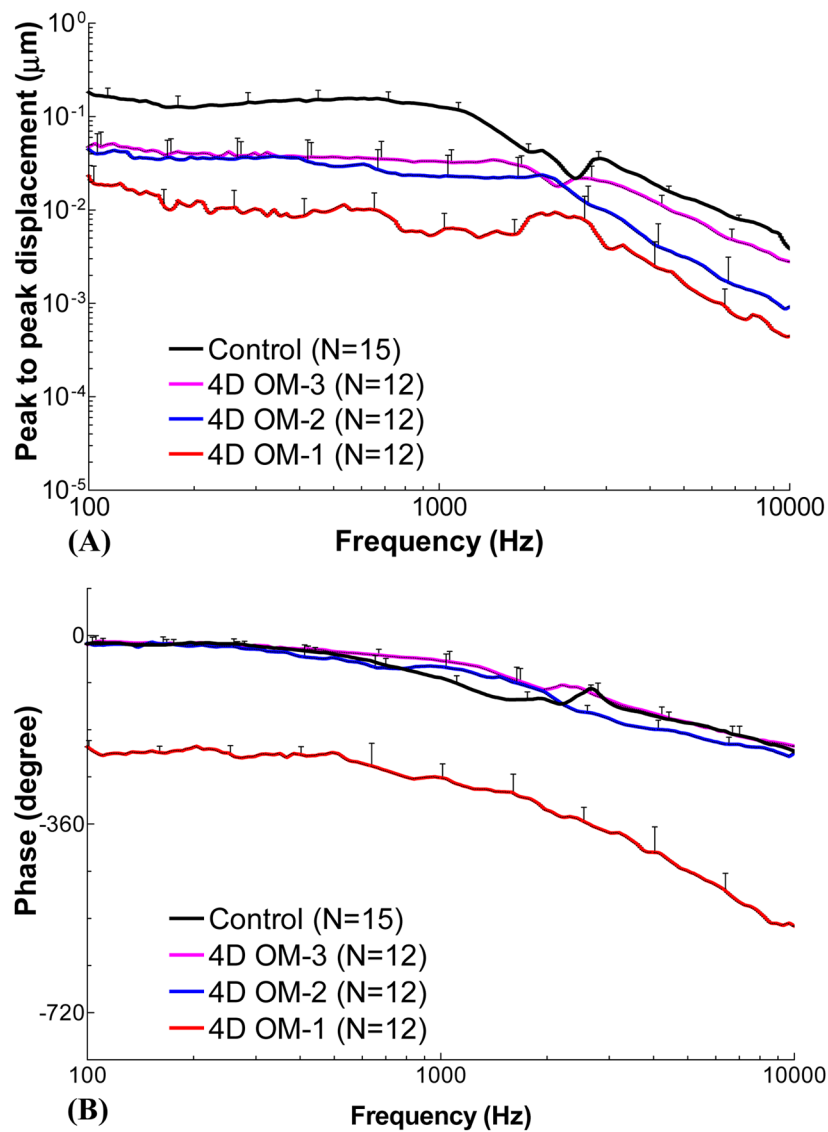 Peak to peak displacement (μm)
10⁰
10⁻¹
10⁻²
10⁻³
10⁻⁴
10⁻⁵
Control (N=15)
4D OM-3 (N=12)
4D OM-2 (N=12)
4D OM-1 (N=12)
100 1000 10000
(A) Frequency (Hz)
Phase (degree)
0
-360
-720
Control (N=15)
4D OM-3 (N=12)
4D OM-2 (N=12)
4D OM-1 (N=12)
100 1000 10000
(B) Frequency (Hz)